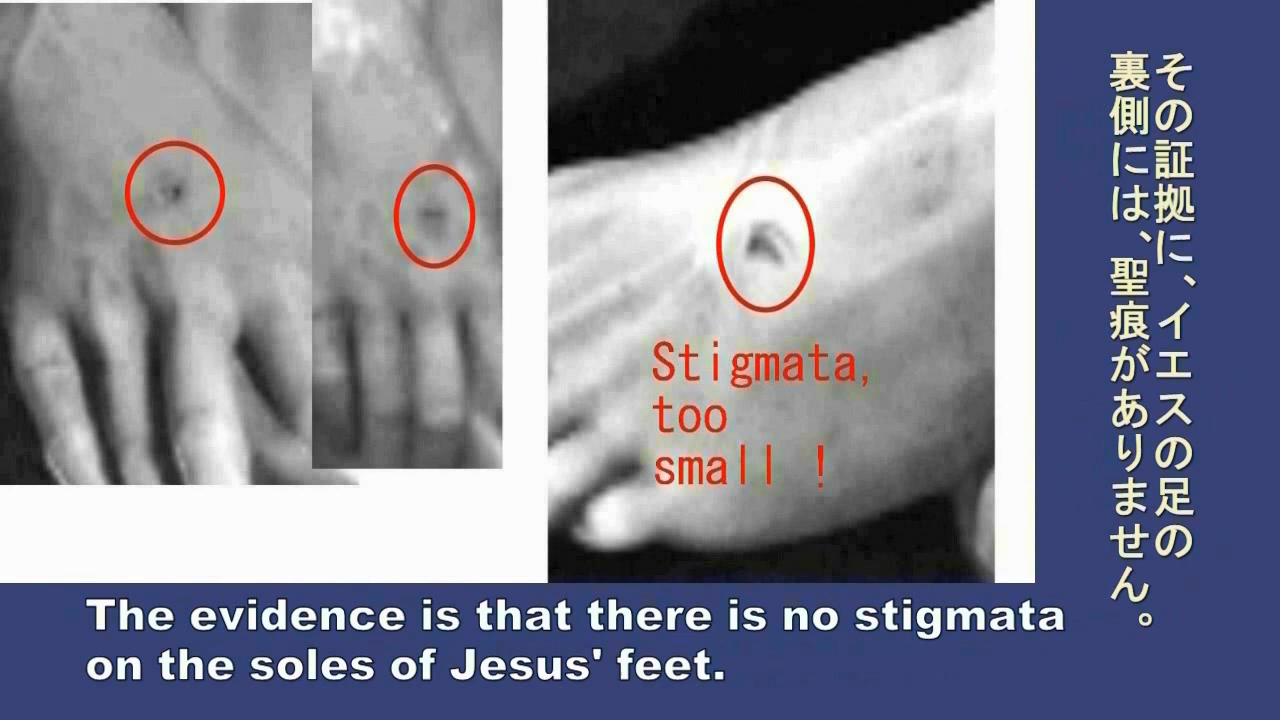 Stigmata,
too
small !
その証拠に、イエスの足の
裏側には、聖痕がありません。
The evidence is that there is no stigmata
on the soles of Jesus' feet.